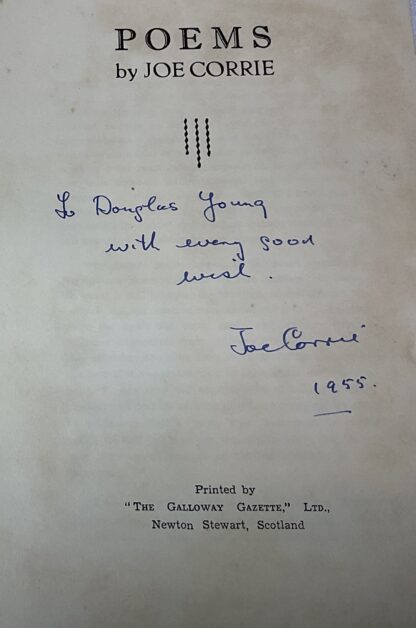 POEMS
by JOE CORRIE
To Douglas Young
with every good
wish.
Joe Corrie
1955.
Printed by
"The Galloway Gazette," Ltd.,
Newton Stewart, Scotland